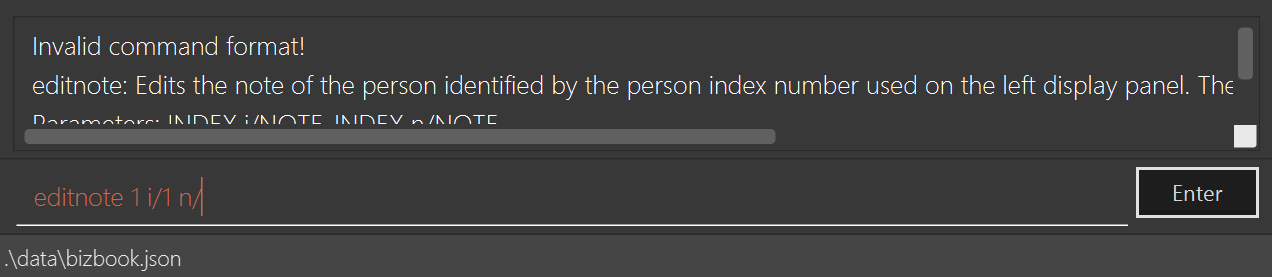 Invalid command format!
editnote: Edits the note of the person identified by the person index number used on the left display panel. The
Parameters: INDEX i/NOTE_INDEX n/NOTE
editnote 1 i/1 n/
Enter
.\data\bizbook.json